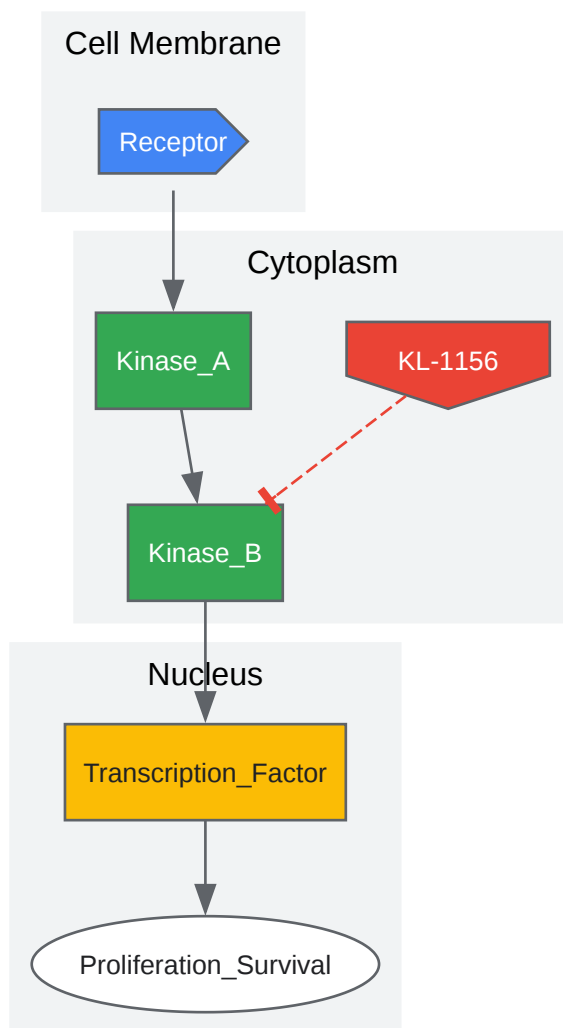 Cell Membrane
Receptor
Cytoplasm
Kinase_A
KL-1156
Kinase_B
Nucleus
Transcription_Factor
Proliferation_Survival